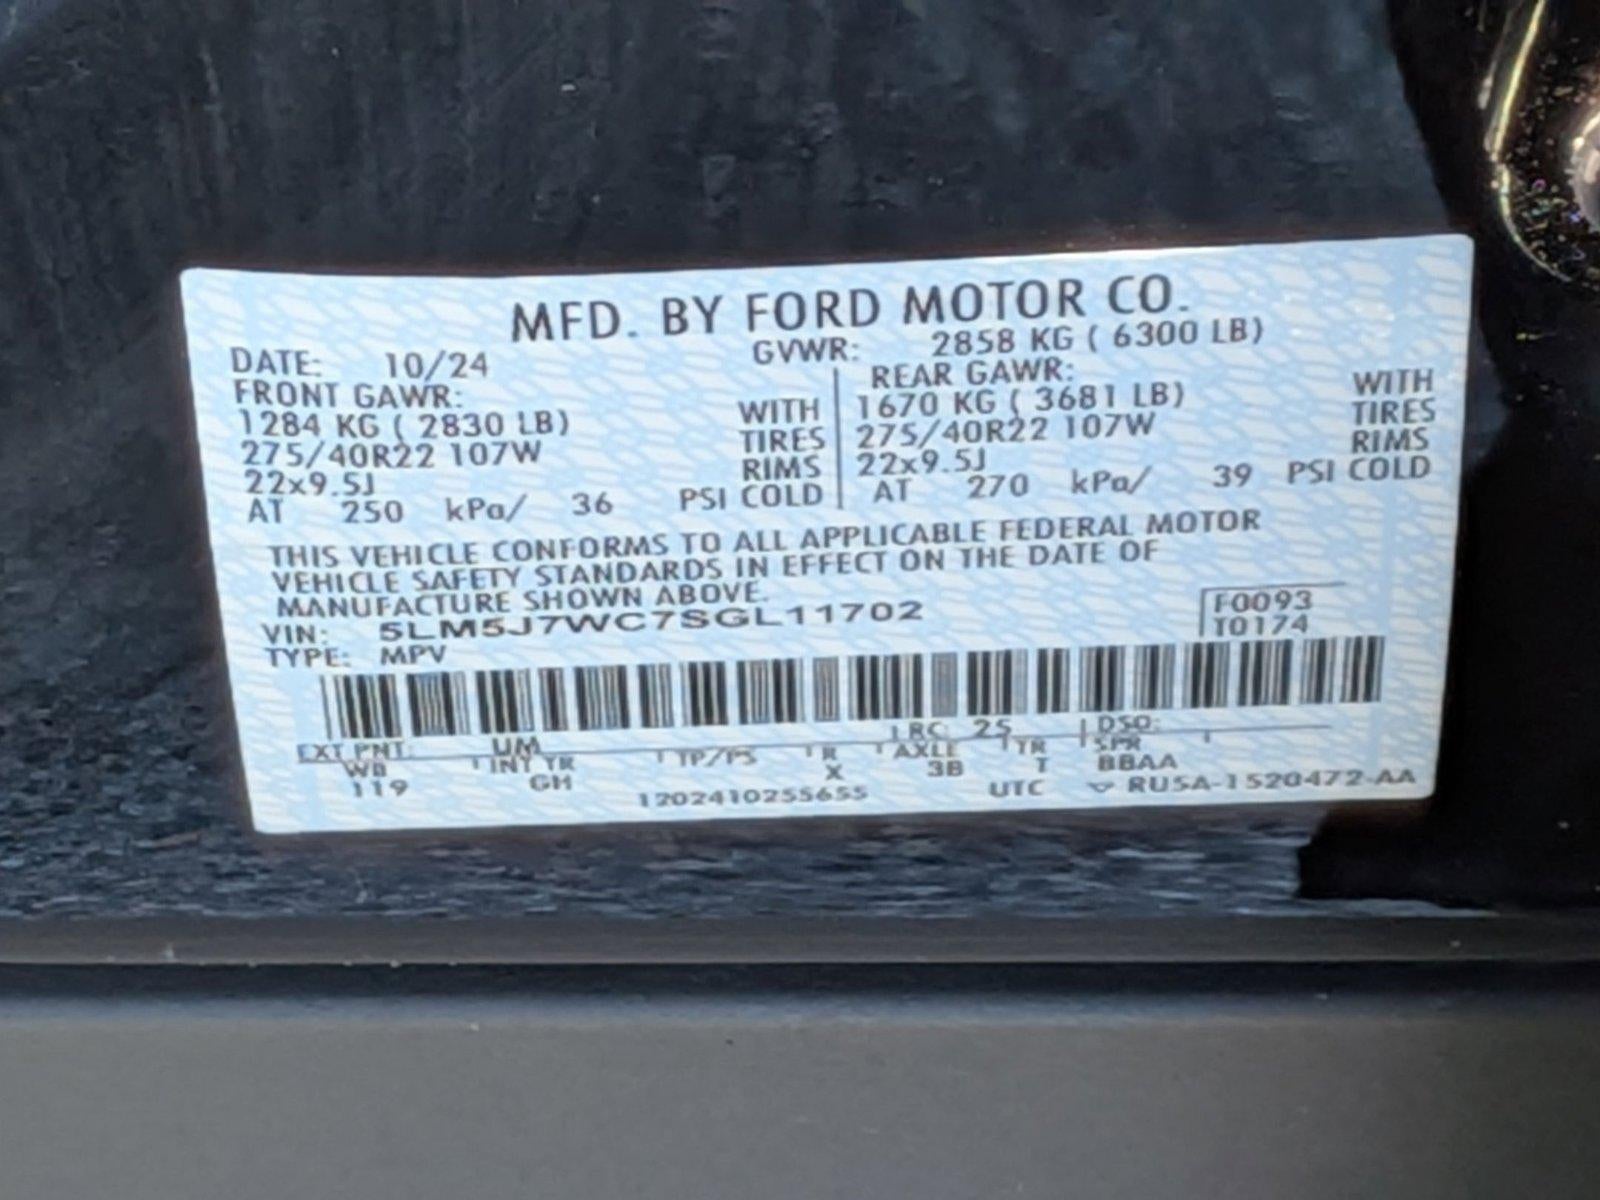 MFD. BY FORD MOTOR CO.
DATE: 10/24 GVWR: 2858 KG ( 6300 LB)
FRONT GAWR: REAR GAWR:
1284 KG ( 2830 LB) WITH 1670 KG ( 3681 LB) WITH
275/40R22 107W TIRES 275/40R22 107W TIRES
22x9.5J RIMS 22x9.5J RIMS
AT 250 kPa/ 36 PSI COLD AT 270 kPa/ 39 PSI COLD
THIS VEHICLE CONFORMS TO ALL APPLICABLE FEDERAL MOTOR
VEHICLE SAFETY STANDARDS IN EFFECT ON THE DATE OF
MANUFACTURE SHOWN ABOVE.
VIN: 5LM5J7WC7SGL11702 F0093
TYPE: MPV T0174
EXT PNT: UM RC: 25 DSO:
WB INT TR TP/PS R AXLE TR SPR
119 GH X 3B T BBAA
1202410255655 UTC ▽ RU5A-1520472-AA